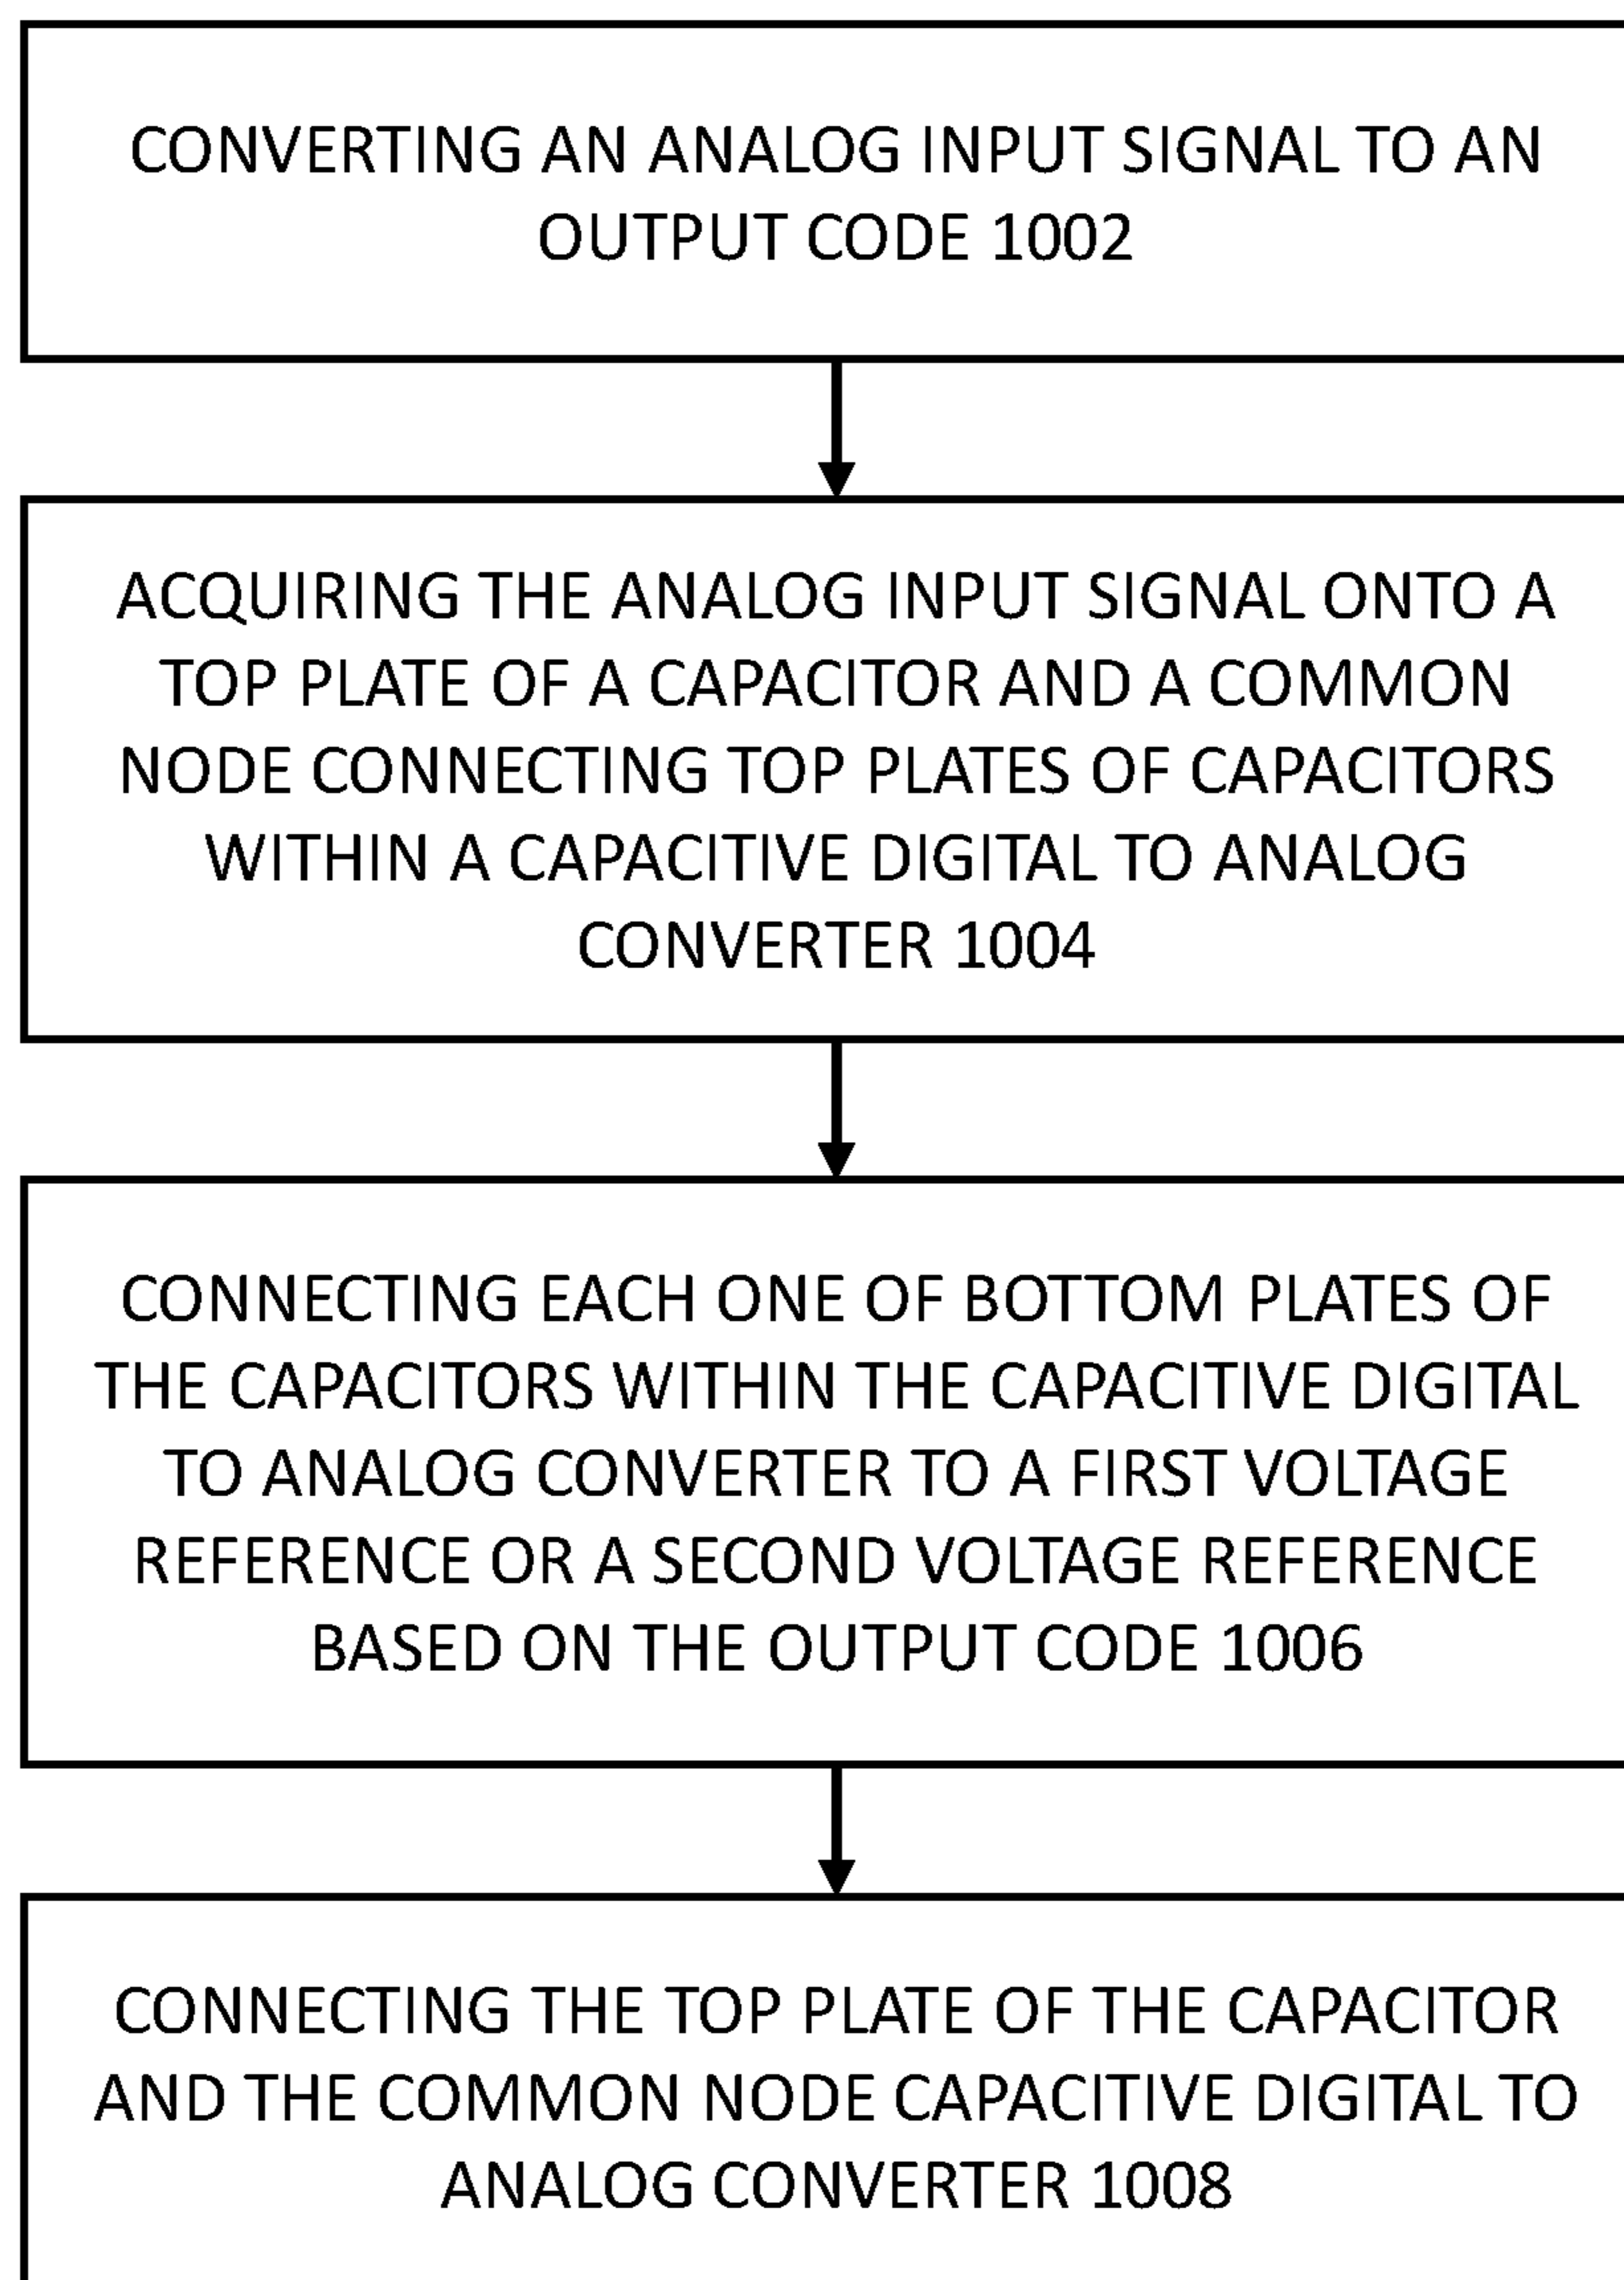 CONVERTING AN ANALOG INPUT SIGNAL TO AN
OUTPUT CODE 1002
ACQUIRING THE ANALOG INPUT SIGNAL ONTO A
TOP PLATE OF A CAPACITOR AND A COMMON
NODE CONNECTING TOP PLATES OF CAPACITORS
WITHIN A CAPACITIVE DIGITAL TO ANALOG
CONVERTER 1004
CONNECTING EACH ONE OF BOTTOM PLATES OF
THE CAPACITORS WITHIN THE CAPACITIVE DIGITAL
TO ANALOG CONVERTER TO A FIRST VOLTAGE
REFERENCE OR A SECOND VOLTAGE REFERENCE
BASED ON THE OUTPUT CODE 1006
CONNECTING THE TOP PLATE OF THE CAPACITOR
AND THE COMMON NODE CAPACITIVE DIGITAL TO
ANALOG CONVERTER 1008